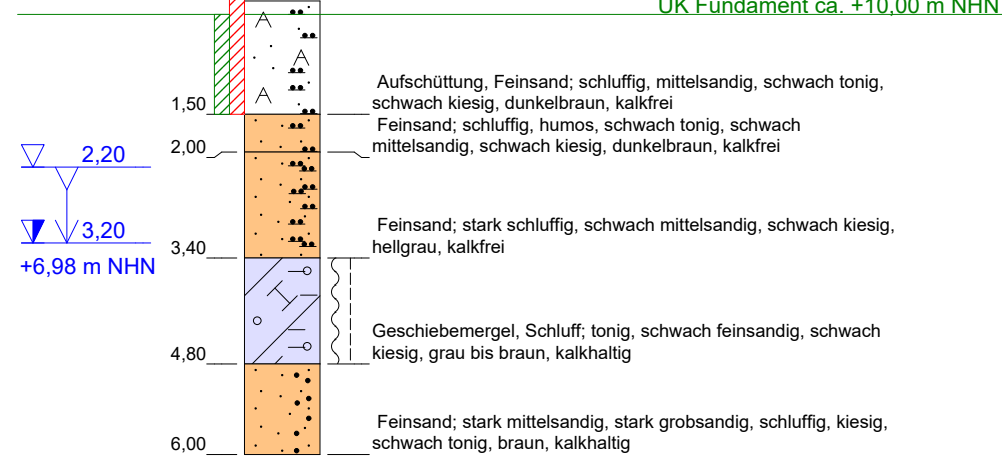 UK Fundament ca. +10,00 m NHN
A
A
A
Aufschüttung, Feinsand; schluffig, mittelsandig, schwach tonig,
1,50 schwach kiesig, dunkelbraun, kalkfrei
Feinsand; schluffig, humos, schwach tonig, schwach
2,00 mittelsandig, schwach kiesig, dunkelbraun, kalkfrei
2,20
3,20
Feinsand; stark schluffig, schwach mittelsandig, schwach kiesig,
3,40 hellgrau, kalkfrei
+6,98 m NHN
Geschiebemergel, Schluff; tonig, schwach feinsandig, schwach
4,80 kiesig, grau bis braun, kalkhaltig
Feinsand; stark mittelsandig, stark grobsandig, schluffig, kiesig,
6,00 schwach tonig, braun, kalkhaltig